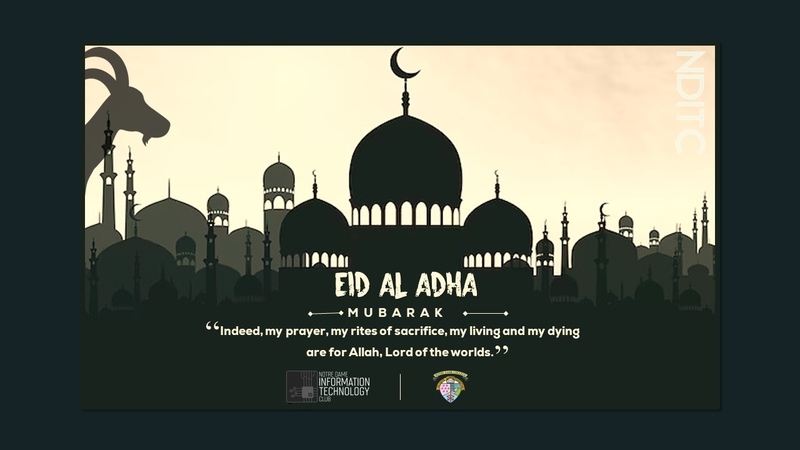 NDITC
EID AL ADHA
MUBARAK
“Indeed, my prayer, my rites of sacrifice, my living and my dying
are for Allah, Lord of the worlds.”
NOTRE DAME
INFORMATION
TECHNOLOGY
CLUB